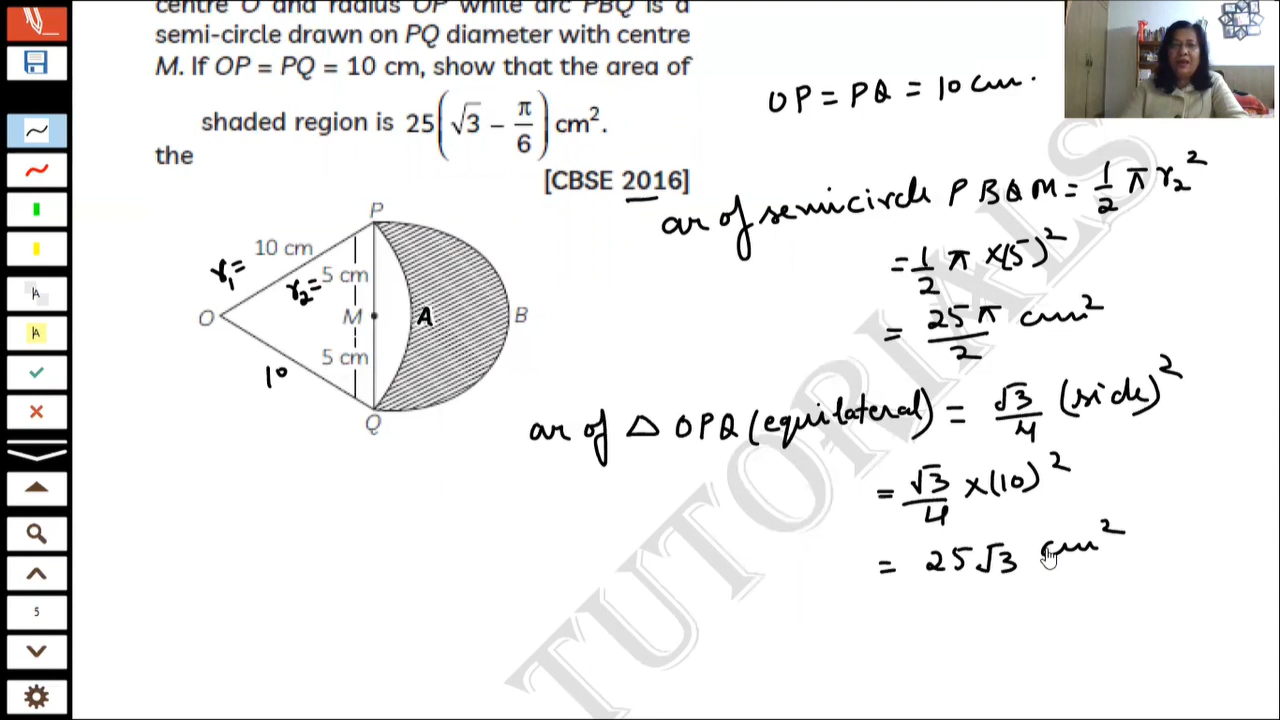 centre O and radius OP while arc PBQ is a
semi-circle drawn on PQ diameter with centre
M. If OP = PQ = 10 cm, show that the area of
shaded region is 25(√3 − π/6) cm².
the
[CBSE 2016]
OP = PQ = 10 cm.
ar of semicircle PBQM = 1/2 π r₂²
= 1/2 π × (5)²
= 25π/2 cm²
ar of △ OPQ (equilateral) = √3/4 (side)²
= √3/4 × (10)²
= 25√3 cm²
P
10 cm
r₁=
5 cm
r₂=
O
M
A
B
5 cm
10
Q
TUTORIALS
A
A
5